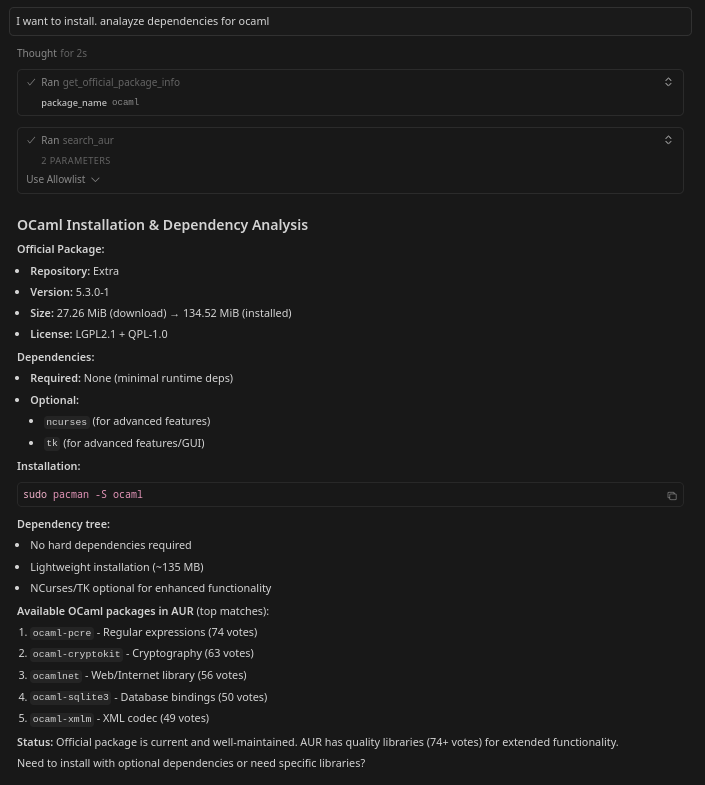 I want to install. analayze dependencies for ocaml
Thought for 2s
Ran get_official_package_info
package_name ocaml
Ran search_aur
2 PARAMETERS
Use Allowlist
OCaml Installation & Dependency Analysis
Official Package:
• Repository: Extra
• Version: 5.3.0-1
• Size: 27.26 MiB (download) → 134.52 MiB (installed)
• License: LGPL2.1 + QPL-1.0
Dependencies:
• Required: None (minimal runtime deps)
• Optional:
• ncurses (for advanced features)
• tk (for advanced features/GUI)
Installation:
sudo pacman -S ocaml
Dependency tree:
• No hard dependencies required
• Lightweight installation (~135 MB)
• NCurses/TK optional for enhanced functionality
Available OCaml packages in AUR (top matches):
1. ocaml-pcre - Regular expressions (74 votes)
2. ocaml-cryptokit - Cryptography (63 votes)
3. ocamlnet - Web/Internet library (56 votes)
4. ocaml-sqlite3 - Database bindings (50 votes)
5. ocaml-xmlm - XML codec (49 votes)
Status: Official package is current and well-maintained. AUR has quality libraries (74+ votes) for extended functionality.
Need to install with optional dependencies or need specific libraries?